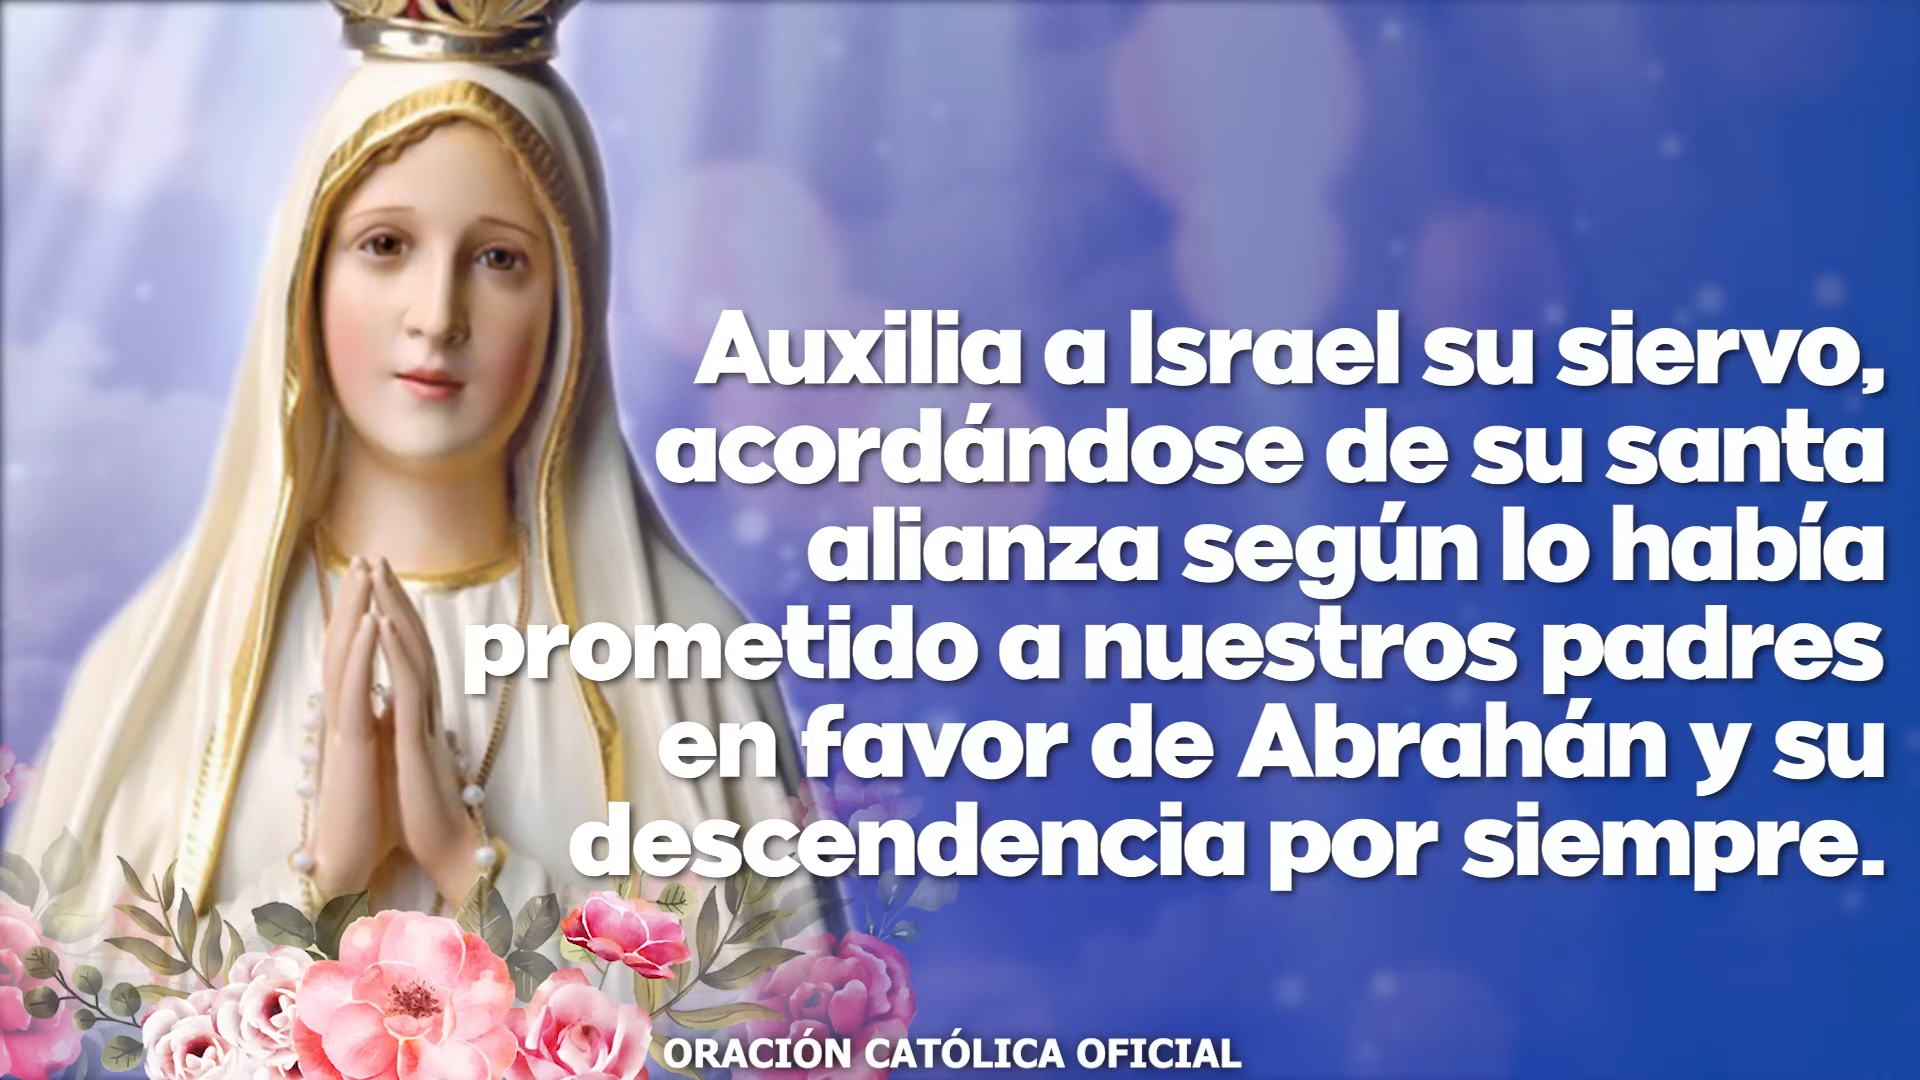 Auxilia a Israel su siervo,
acordándose de su santa
alianza según lo había
prometido a nuestros padres
en favor de Abrahán y su
descendencia por siempre.
ORACIÓN CATÓLICA OFICIAL